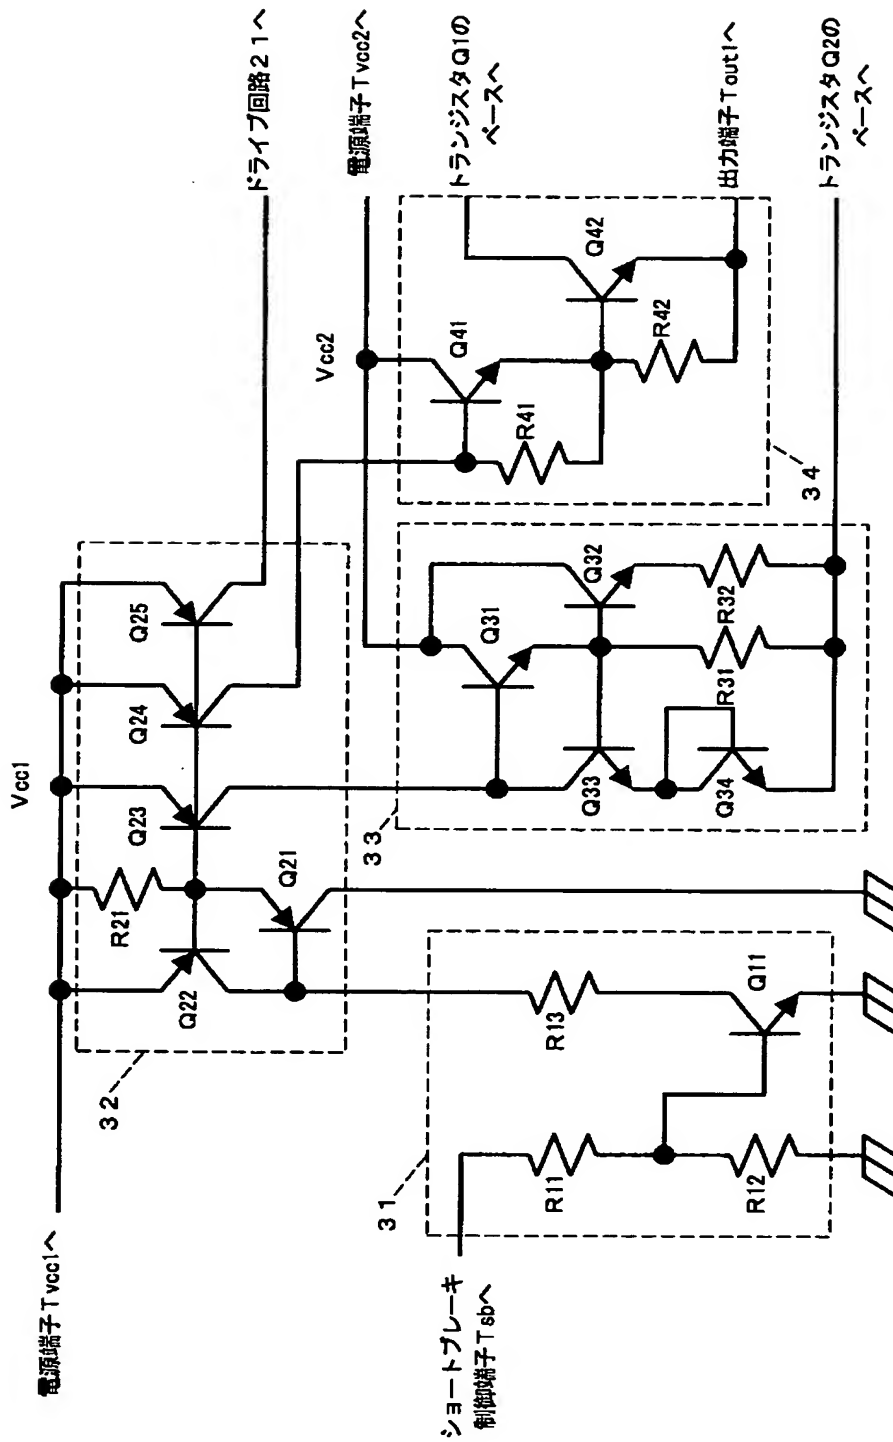 電源端子Tvcc1へ
Vcc1
ドライブ回路21へ
電源端子Tvcc2へ
Vcc2
トランジスタQ1の
ベースへ
出力端子Tout1へ
トランジスタQ2の
ベースへ
ショートブレーキ
制御端子Tsbへ
32
Q22
R21
Q21
Q23
Q24
Q25
31
R11
R12
R13
Q11
33
Q31
Q32
Q33
Q34
R31
R32
34
Q41
Q42
R41
R42